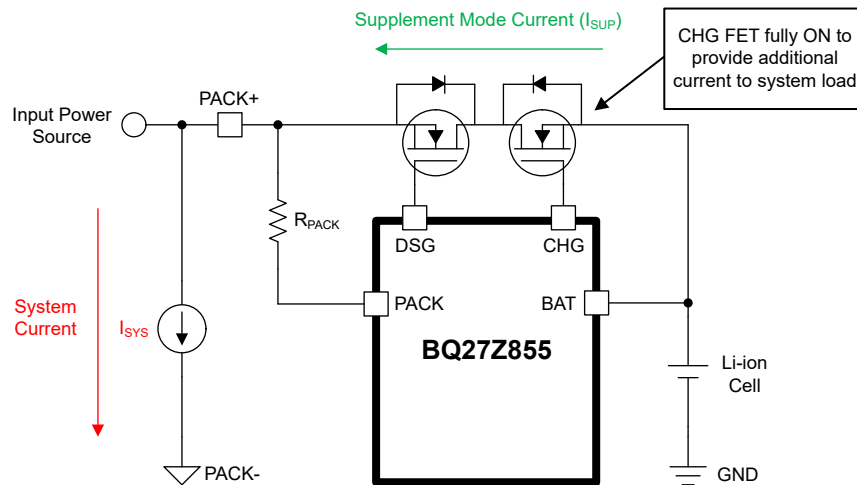 Supplement Mode Current (ISUP)
CHG FET fully ON to
provide additional
current to system load
PACK+
Input Power
Source
RPACK
DSG
CHG
System
Current
ISYS
PACK
BAT
BQ27Z855
Li-ion
Cell
PACK-
GND